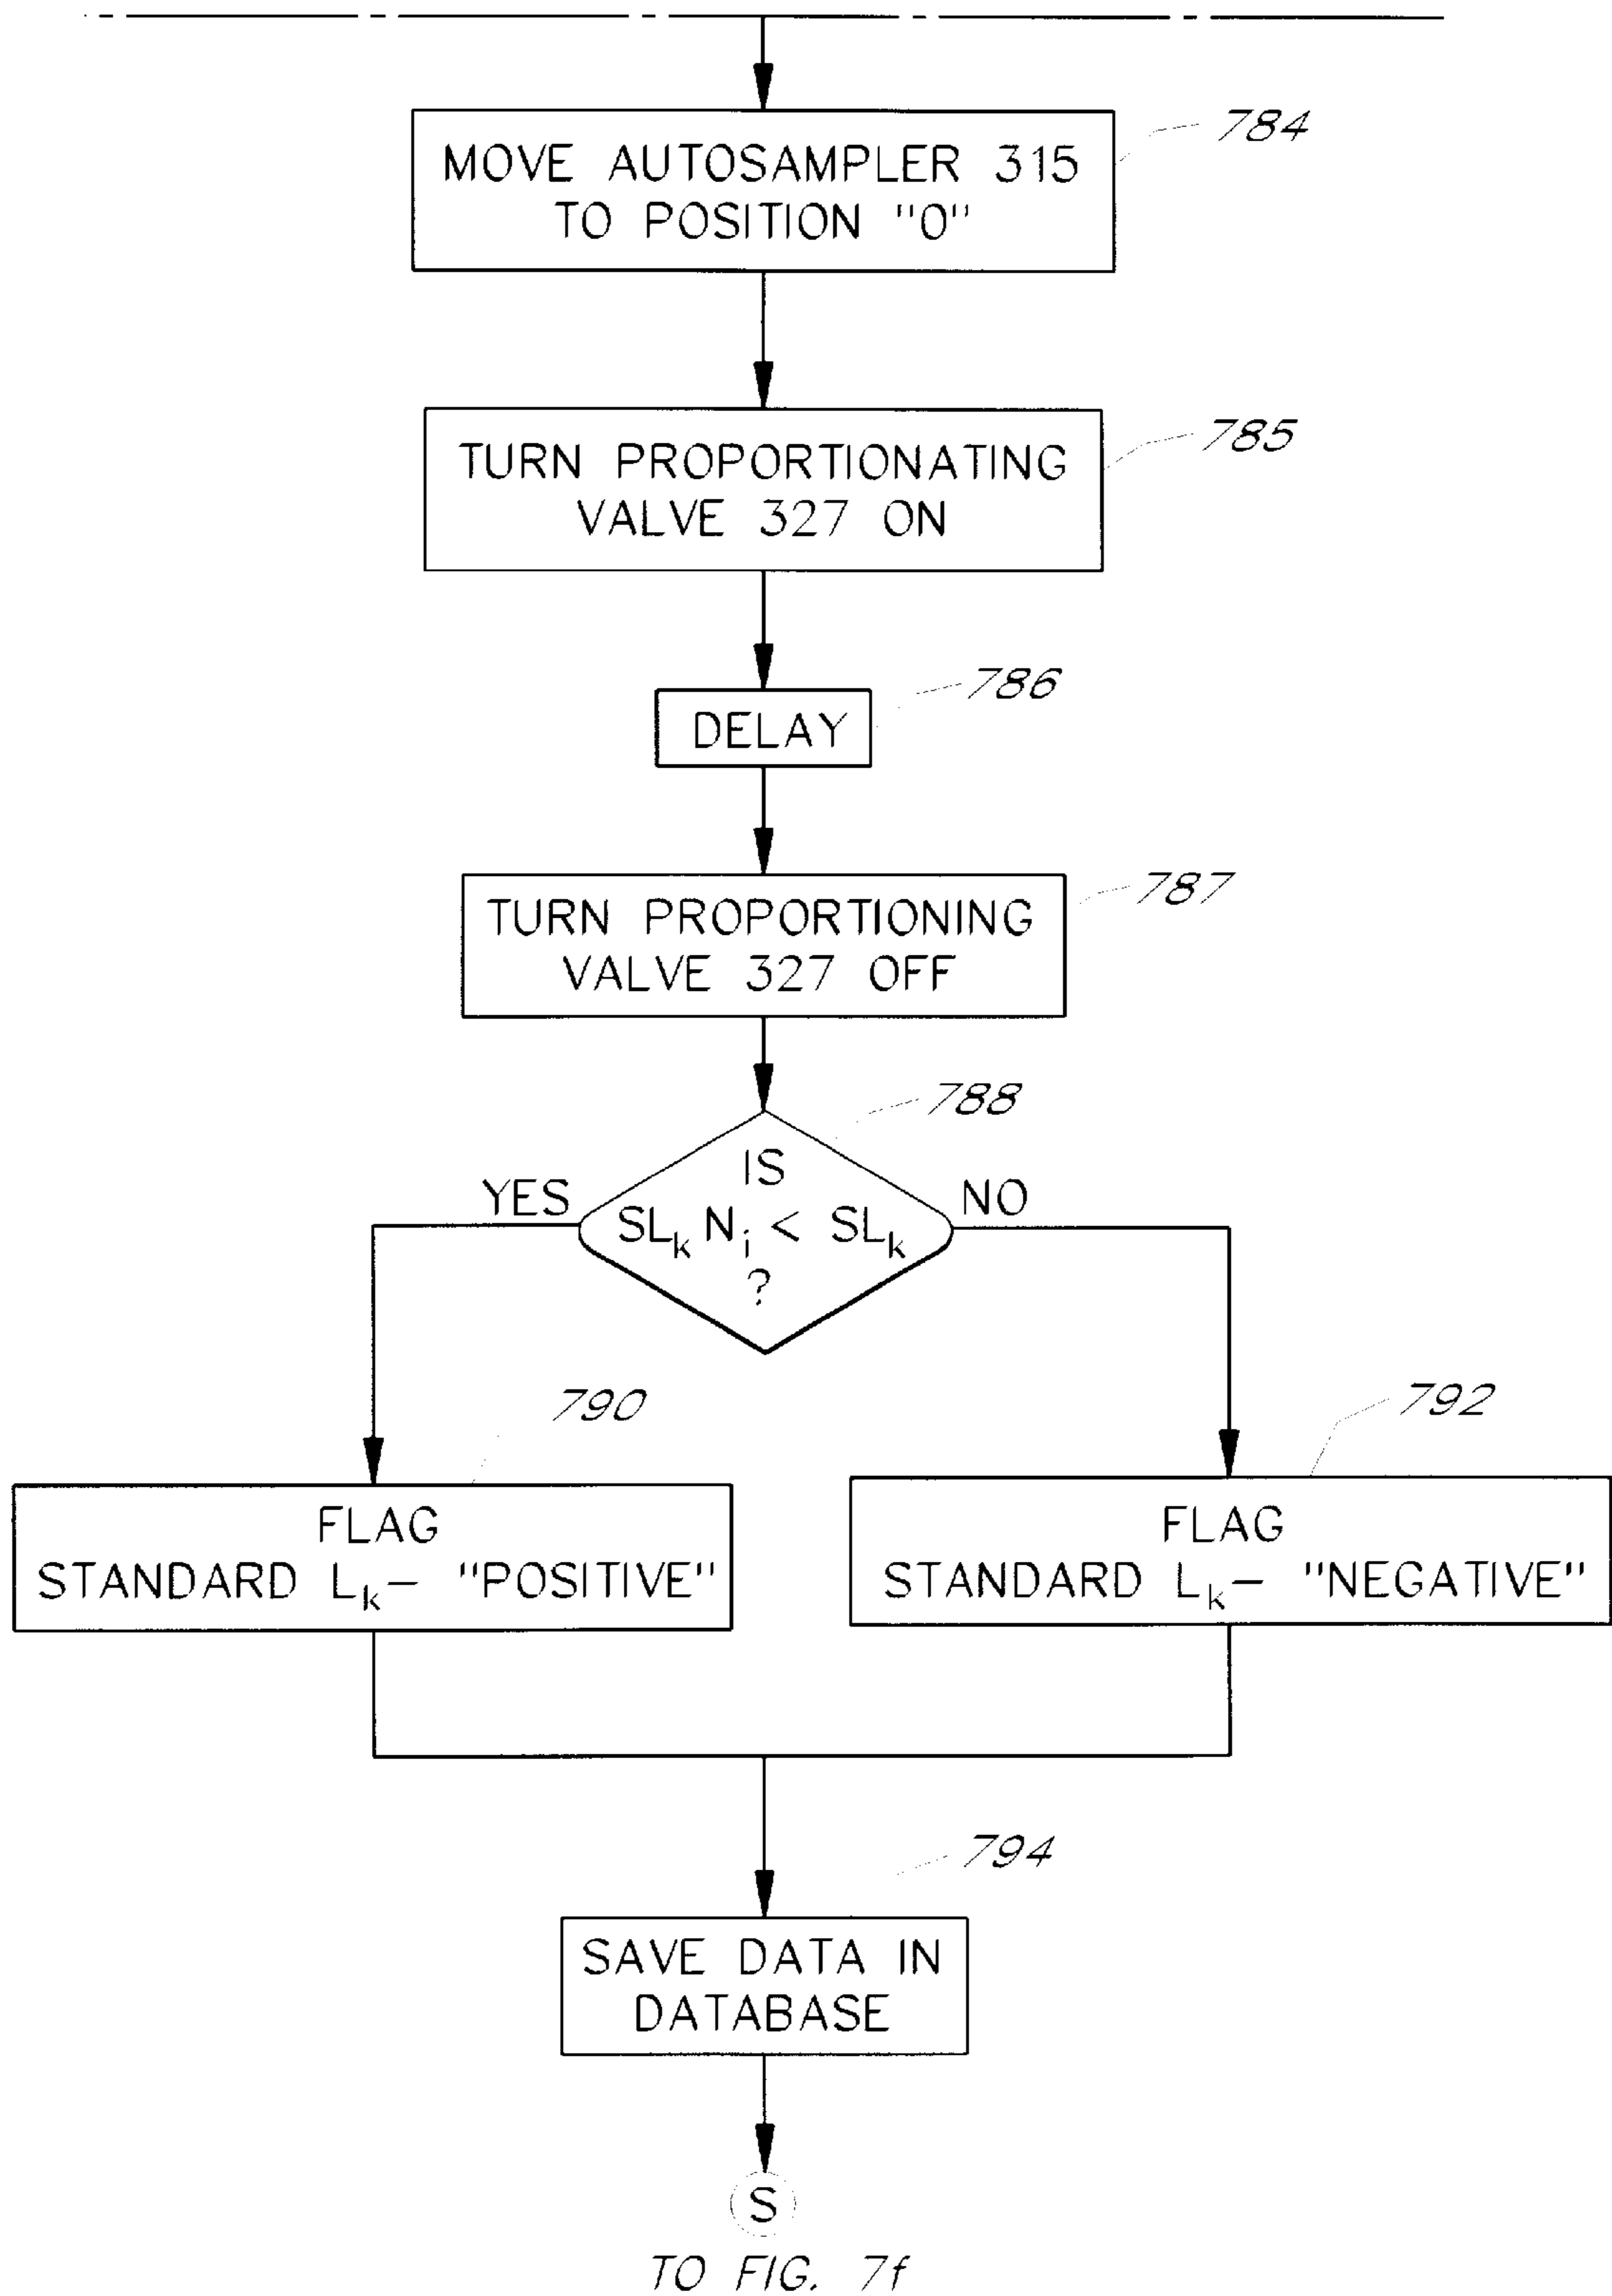 784
MOVE AUTOSAMPLER 315
TO POSITION "0"
785
TURN PROPORTIONATING
VALVE 327 ON
786
DELAY
787
TURN PROPORTIONING
VALVE 327 OFF
788
IS
YES
NO
SLk Ni < SLk
?
790
792
FLAG
STANDARD Lk- "POSITIVE"
FLAG
STANDARD Lk- "NEGATIVE"
794
SAVE DATA IN
DATABASE
S
TO FIG. 7f